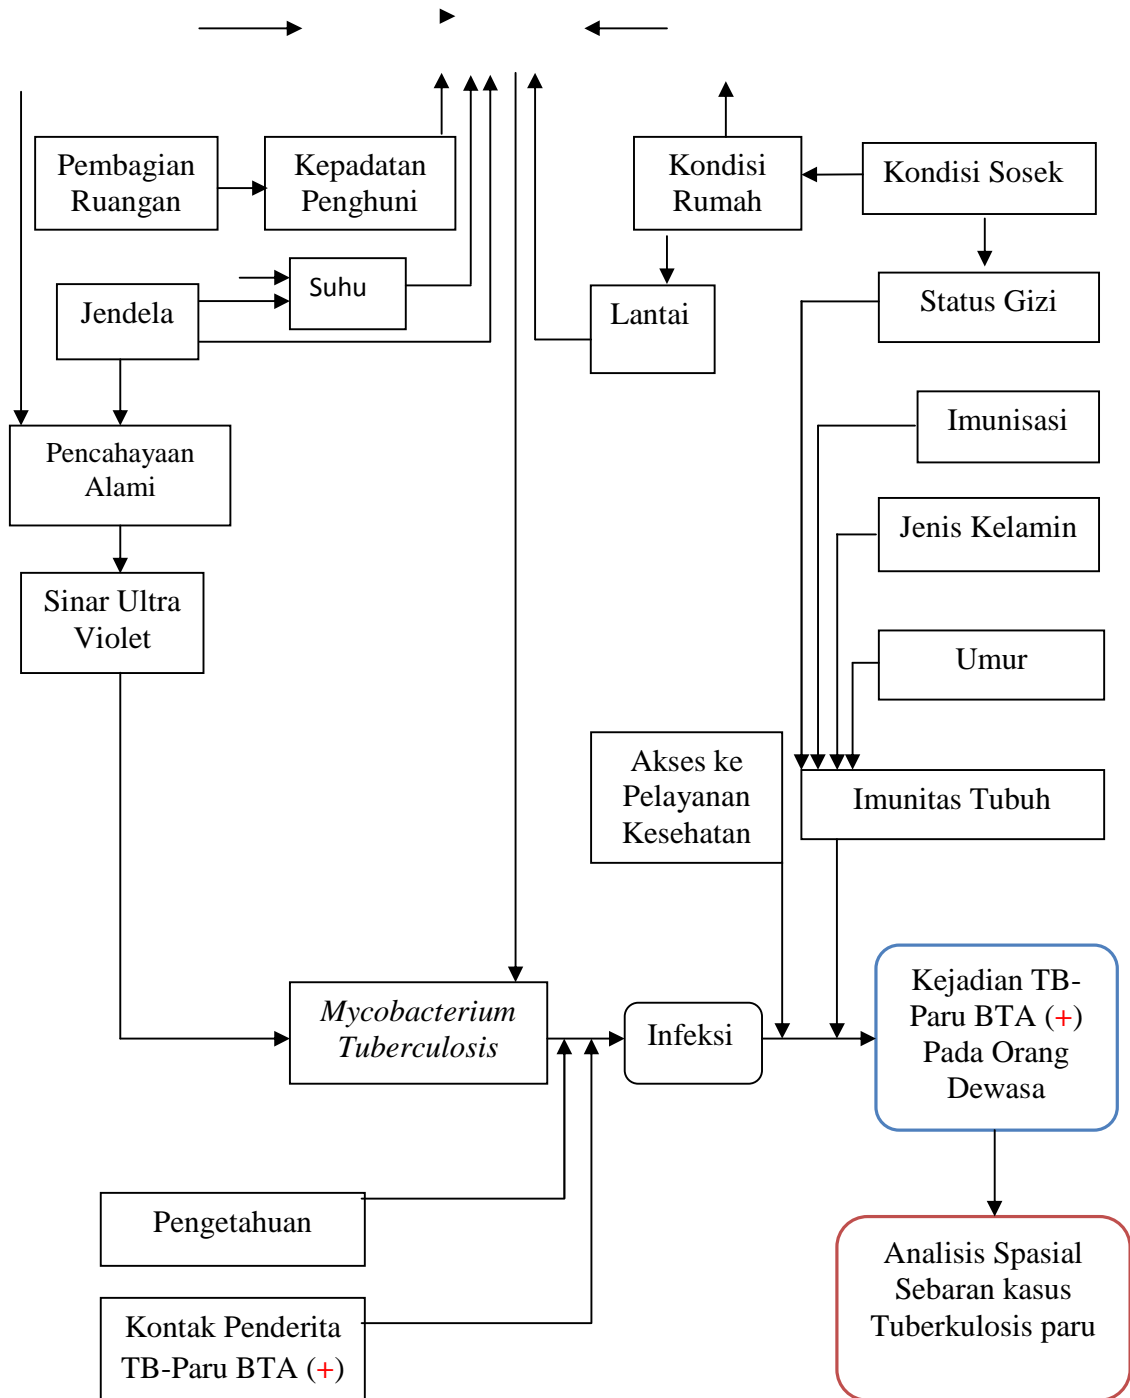 Pembagian
Ruangan
Kepadatan
Penghuni
Kondisi
Rumah
Kondisi Sosek
Suhu
Jendela
Lantai
Status Gizi
Imunisasi
Pencahayaan
Alami
Jenis Kelamin
Sinar Ultra
Violet
Umur
Akses ke
Pelayanan
Kesehatan
Imunitas Tubuh
Mycobacterium
Tuberculosis
Infeksi
Kejadian TB-
Paru BTA (+)
Pada Orang
Dewasa
Pengetahuan
Analisis Spasial
Sebaran kasus
Tuberkulosis paru
Kontak Penderita
TB-Paru BTA (+)